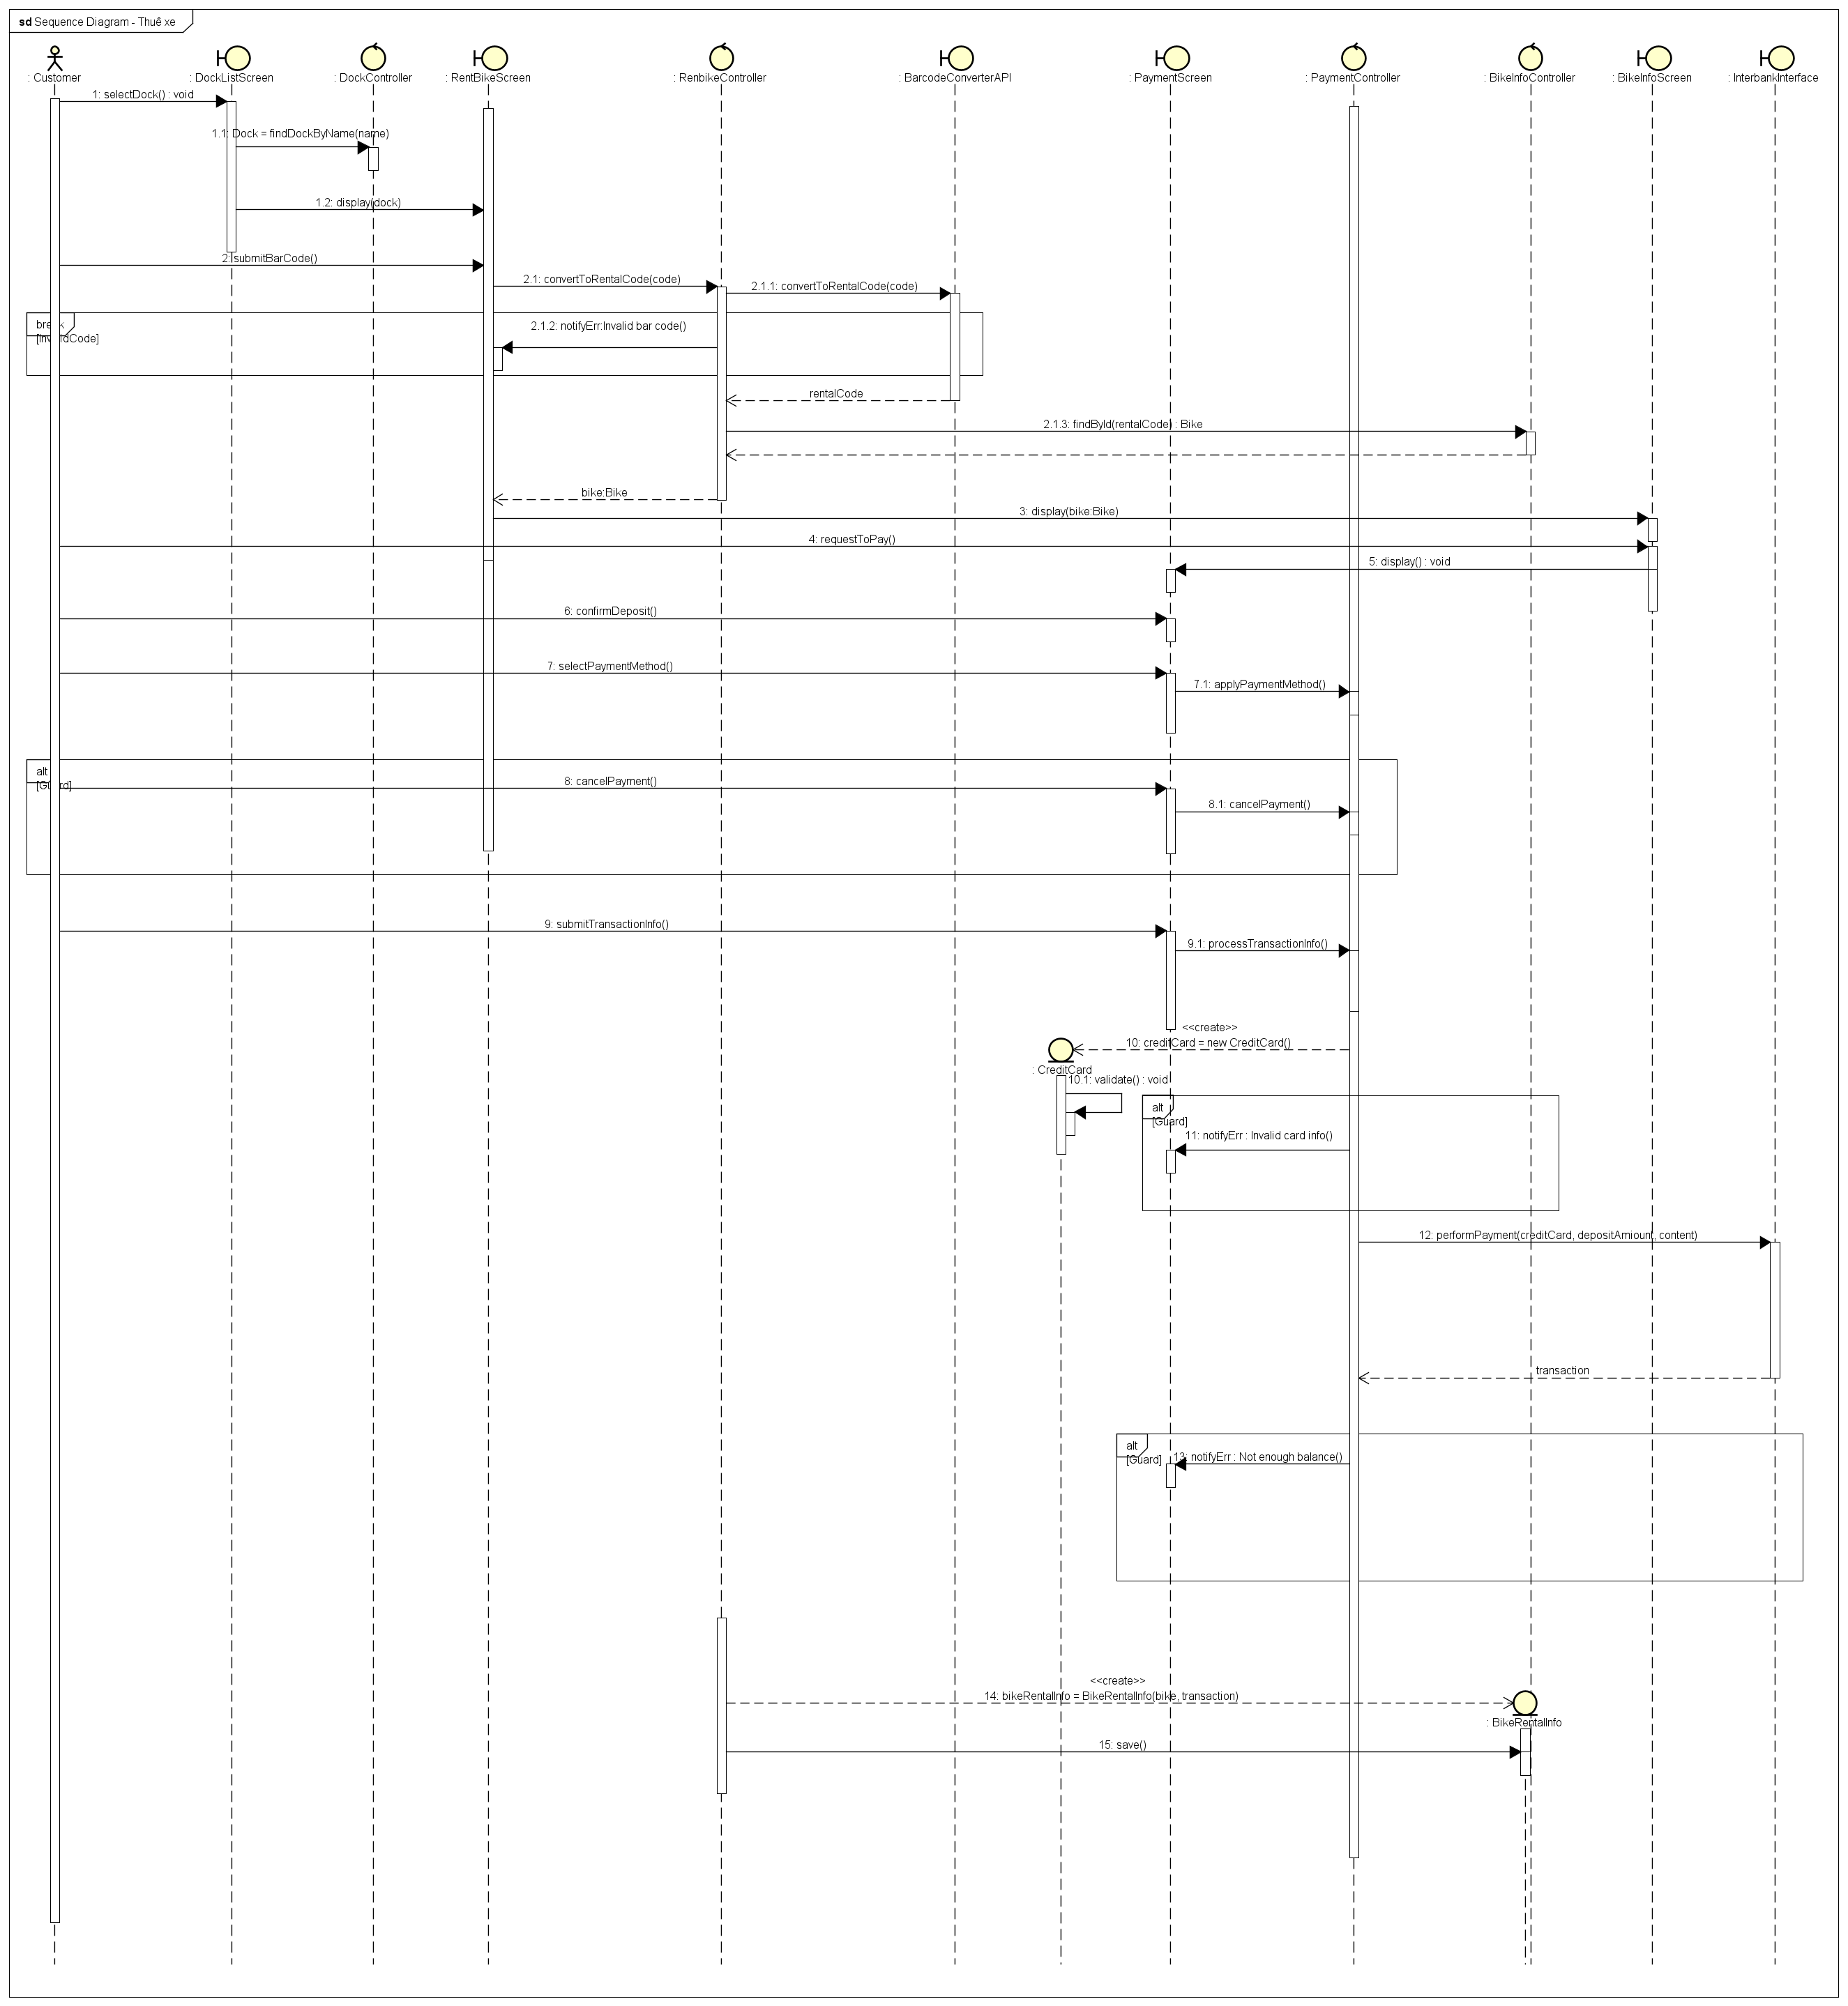 sd Sequence Diagram - Thuê xe
: Customer
: DockListScreen
: DockController
: RentBikeScreen
: RenbikeController
: BarcodeConverterAPI
: PaymentScreen
: PaymentController
: BikeInfoController
: BikeInfoScreen
: InterbankInterface
1: selectDock() : void
1.1: Dock = findDockByName(name)
1.2: display(dock)
2: submitBarCode()
2.1: convertToRentalCode(code)
2.1.1: convertToRentalCode(code)
break
2.1.2: notifyErr:Invalid bar code()
rentalCode
2.1.3: findById(rentalCode) : Bike
bike:Bike
3: display(bike:Bike)
4: requestToPay()
5: display() : void
6: confirmDeposit()
7: selectPaymentMethod()
7.1: applyPaymentMethod()
alt
[Guard]
8: cancelPayment()
8.1: cancelPayment()
9: submitTransactionInfo()
9.1: processTransactionInfo()
<<create>>
10: creditCard = new CreditCard()
: CreditCard
10.1: validate() : void
alt
[Guard]
11: notifyErr : Invalid card info()
12: performPayment(creditCard, depositAmiount, content)
transaction
alt
[Guard]
13: notifyErr : Not enough balance()
<<create>>
14: bikeRentalInfo = BikeRentalInfo(bike, transaction)
: BikeRentalInfo
15: save()